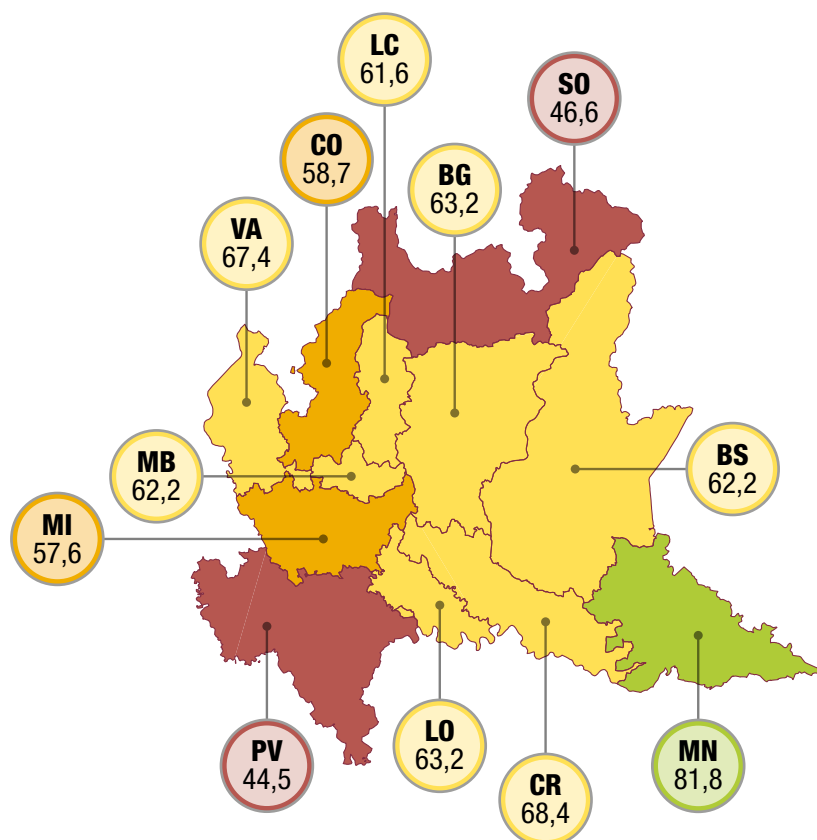 LC
61,6
SO
46,6
CO
58,7
BG
63,2
VA
67,4
MB
62,2
BS
62,2
MI
57,6
PV
44,5
LO
63,2
CR
68,4
MN
81,8